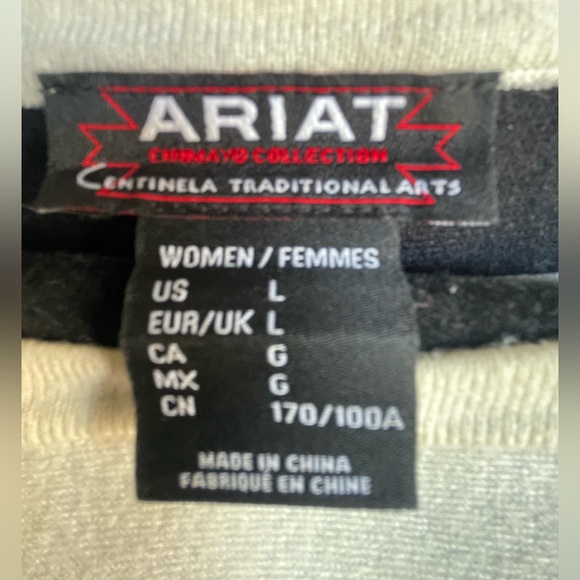 ARIAT
CHIMAYO COLLECTION
CENTINELA TRADITIONAL ARTS
WOMEN / FEMMES
US L
EUR/UK L
CA G
MX G
CN 170/100A
MADE IN CHINA
FABRIQUÉ EN CHINE